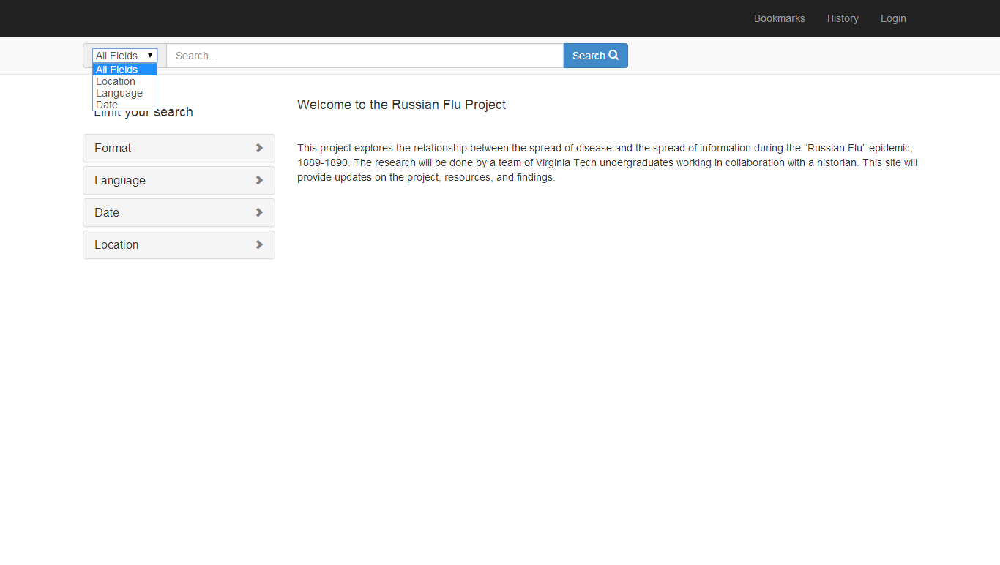 Bookmarks History Login
All Fields Search... Search
All Fields
Location
Language
Date
Limit your search
Format
Language
Date
Location
Welcome to the Russian Flu Project
This project explores the relationship between the spread of disease and the spread of information during the “Russian Flu” epidemic,
1889-1890. The research will be done by a team of Virginia Tech undergraduates working in collaboration with a historian. This site will
provide updates on the project, resources, and findings.